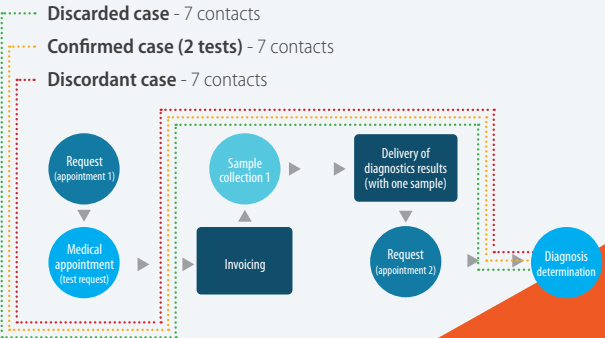 Discarded case - 7 contacts
Confirmed case (2 tests) - 7 contacts
Discordant case - 7 contacts
Request
(appointment 1)
Medical
appointment
(test request)
Invoicing
Sample
collection 1
Delivery of
diagnostics results
(with one sample)
Request
(appointment 2)
Diagnosis
determination